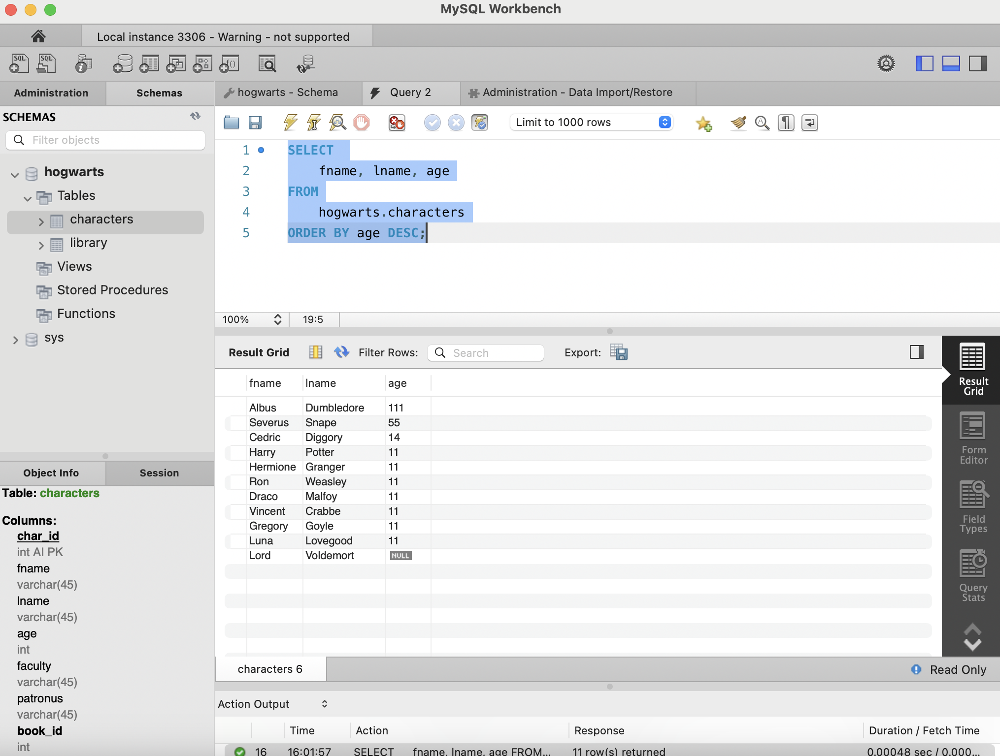 MySQL Workbench
Local instance 3306 - Warning - not supported
SQL SQL
Administration Schemas
hogwarts - Schema Query 2 Administration - Data Import/Restore
SCHEMAS
Filter objects
hogwarts
Tables
characters
library
Views
Stored Procedures
Functions
sys
Limit to 1000 rows
1 SELECT
2 fname, lname, age
3 FROM
4 hogwarts.characters
5 ORDER BY age DESC;
100% 19:5
Result Grid Filter Rows: Search Export:
fname lname age
Albus Dumbledore 111
Severus Snape 55
Cedric Diggory 14
Harry Potter 11
Hermione Granger 11
Ron Weasley 11
Draco Malfoy 11
Vincent Crabbe 11
Gregory Goyle 11
Luna Lovegood 11
Lord Voldemort NULL
Result
Grid
Form
Editor
Field
Types
Query
Stats
Object Info Session
Table: characters
Columns:
char_id
int AI PK
fname
varchar(45)
lname
varchar(45)
age
int
faculty
varchar(45)
patronus
varchar(45)
book_id
int
characters 6 Read Only
Action Output
Time Action Response Duration / Fetch Time
16 16:01:57 SELECT fname, lname, age FROM... 11 row(s) returned 0.00048 sec / 0.000...